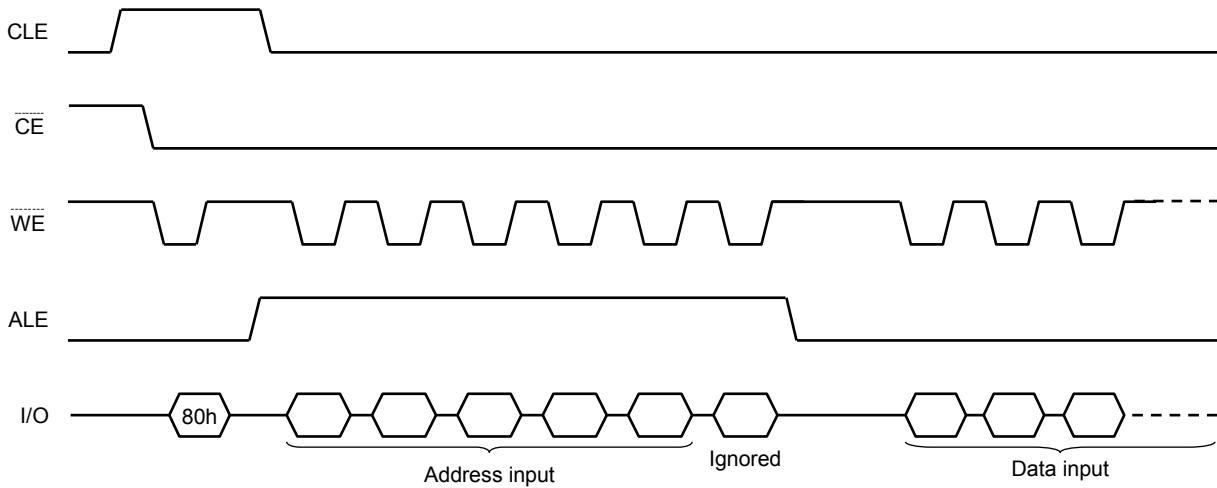 CLE
CE
WE
ALE
I/O
80h
Address input
Ignored
Data input